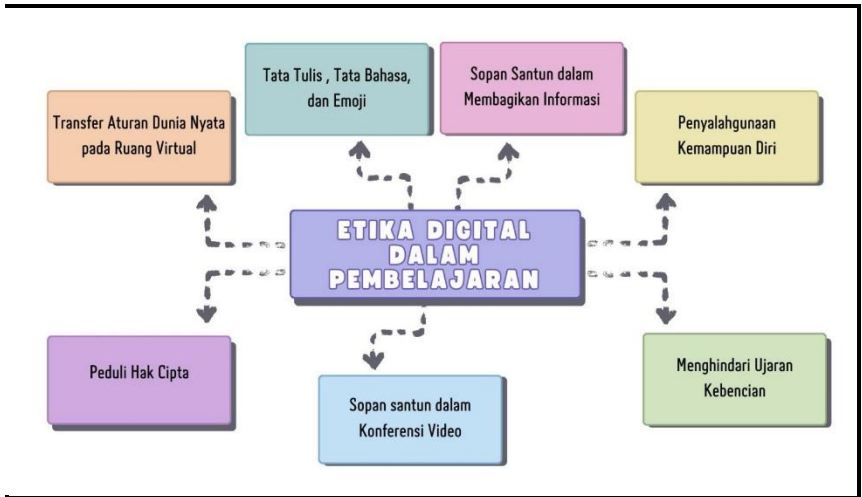 Tata Tulis , Tata Bahasa,
dan Emoji
Sopan Santun dalam
Membagikan Informasi
Transfer Aturan Dunia Nyata
pada Ruang Virtual
Penyalahgunaan
Kemampuan Diri
ETIKA DIGITAL
DALAM
PEMBELAJARAN
Peduli Hak Cipta
Sopan santun dalam
Konferensi Video
Menghindari Ujaran
Kebencian